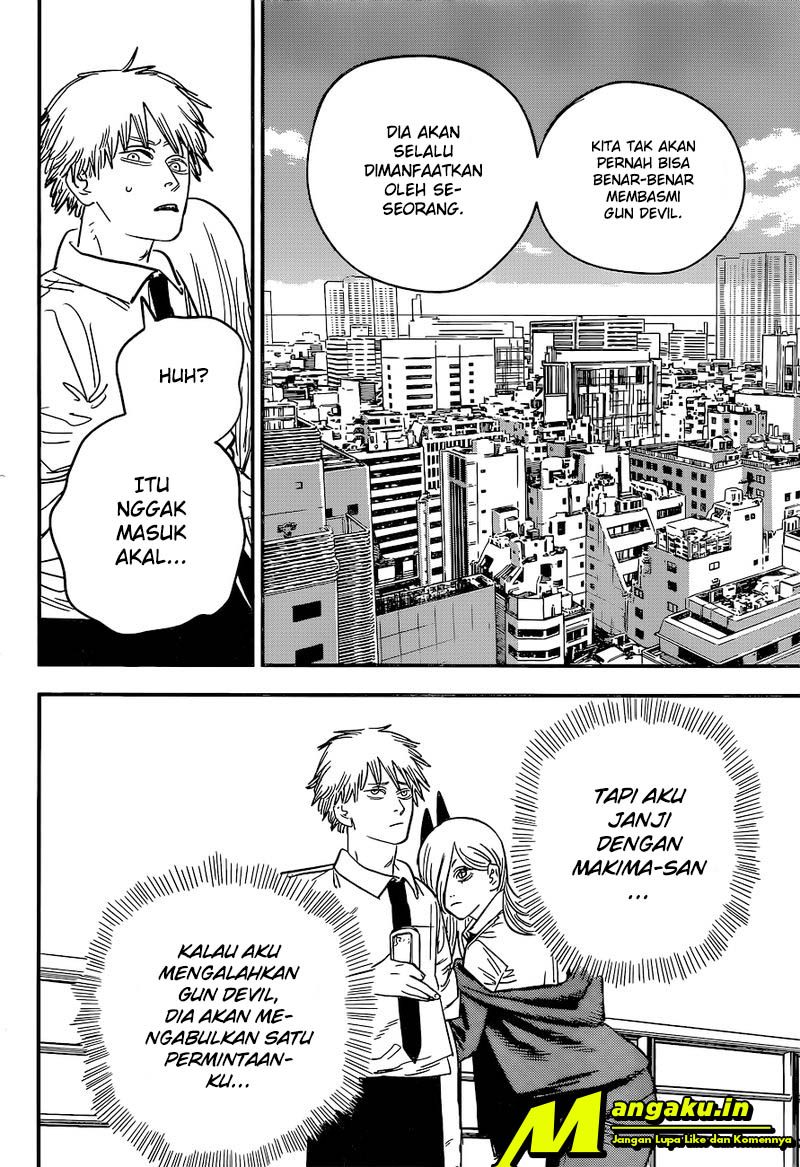 KITA TAK AKAN
PERNAH BISA
BENAR-BENAR
MEMBASMI
GUN DEVIL.
DIA AKAN
SELALU
DIMANFAATKAN
OLEH SE-
SEORANG.
HUH?
ITU
NGGAK
MASUK
AKAL...
TAPI AKU
JANJI
DENGAN
MAKIMA-SAN
...
KALAU AKU
MENGALAHKAN
GUN DEVIL,
DIA AKAN ME-
NGABULKAN SATU
PERMINTAAN-
KU...
Mangaku.in
Jangan Lupa Like dan Komennya